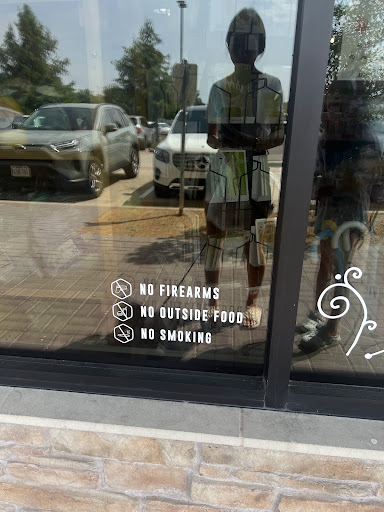 NO FIREARMS
NO OUTSIDE FOOD
NO SMOKING